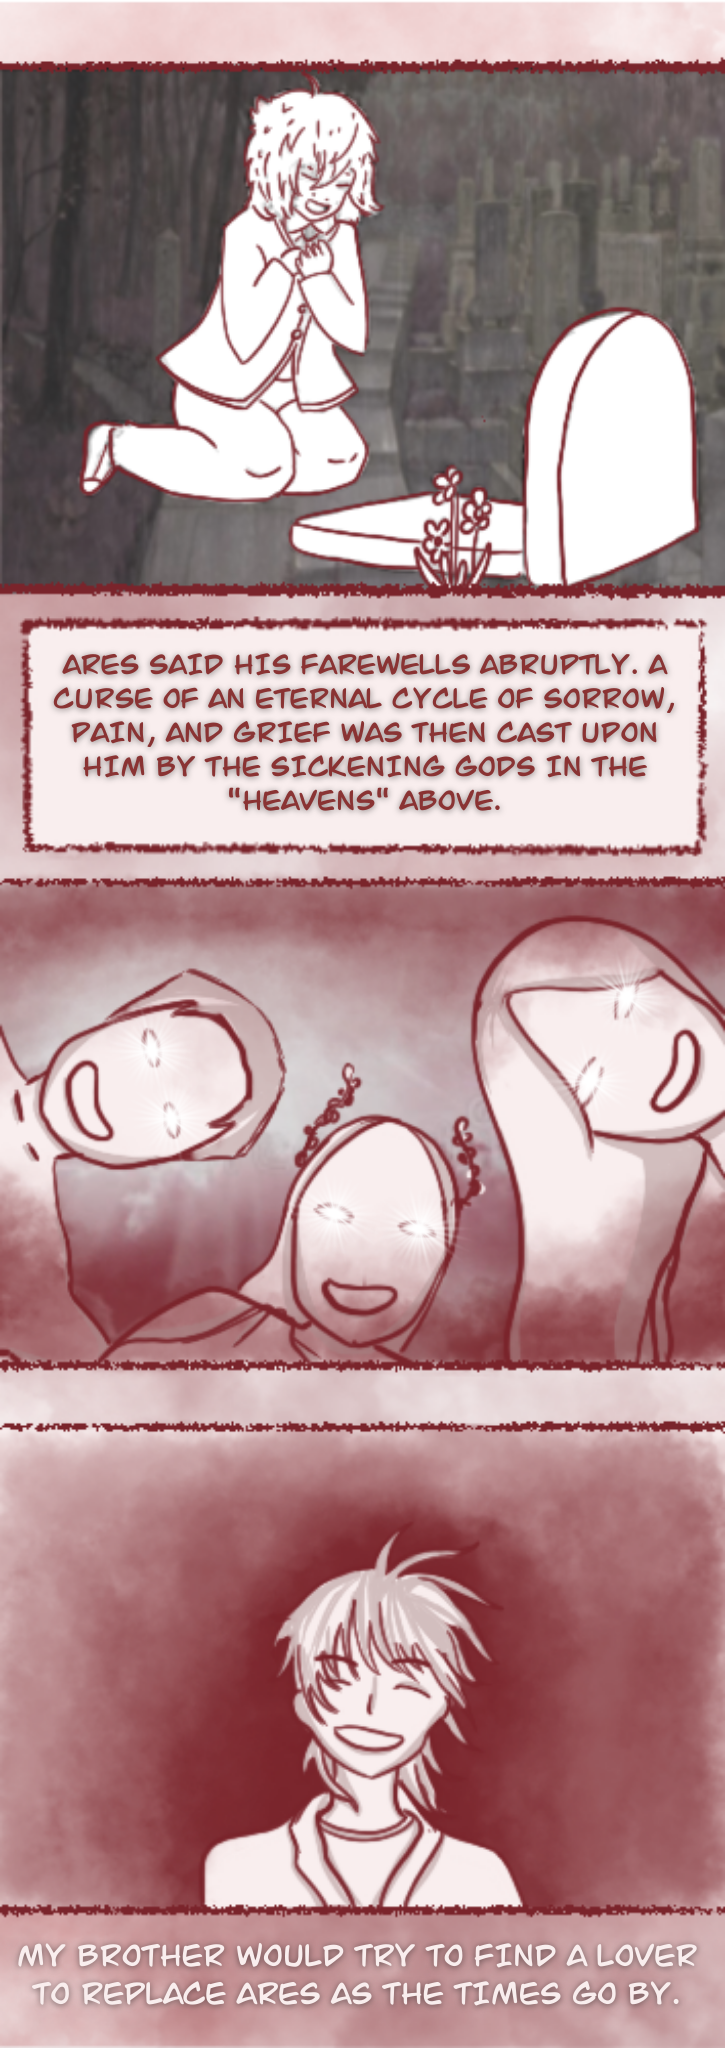 ARES SAID HIS FAREWELLS ABRUPTLY. A
CURSE OF AN ETERNAL CYCLE OF SORROW,
PAIN, AND GRIEF WAS THEN CAST UPON
HIM BY THE SICKENING GODS IN THE
"HEAVENS" ABOVE.
MY BROTHER WOULD TRY TO FIND A LOVER
TO REPLACE ARES AS THE TIMES GO BY.